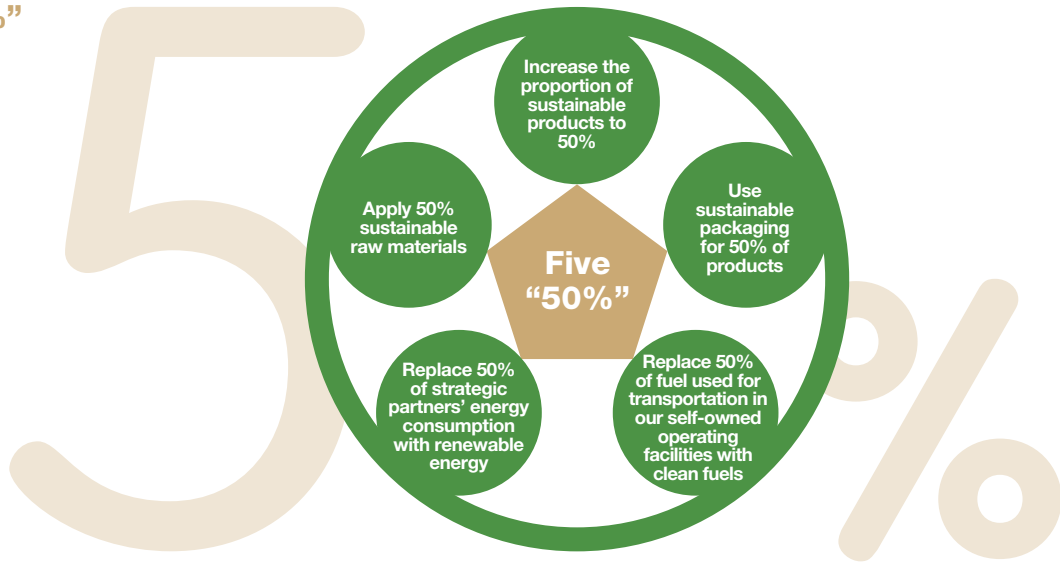 %”
50%
Increase the
proportion of
sustainable
products to
50%
Apply 50%
sustainable
raw materials
Use
sustainable
packaging
for 50% of
products
Five
“50%”
Replace 50%
of strategic
partners’ energy
consumption
with renewable
energy
Replace 50%
of fuel used for
transportation in
our self-owned
operating
facilities with
clean fuels